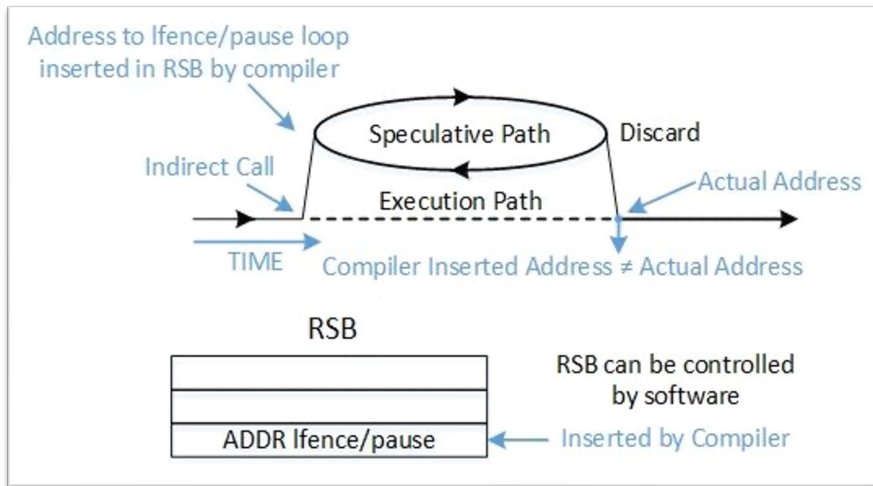 Address to lfence/pause loop
inserted in RSB by compiler
Speculative Path
Discard
Indirect Call
Execution Path
Actual Address
TIME
Compiler Inserted Address ≠ Actual Address
RSB
RSB can be controlled
by software
ADDR lfence/pause
Inserted by Compiler